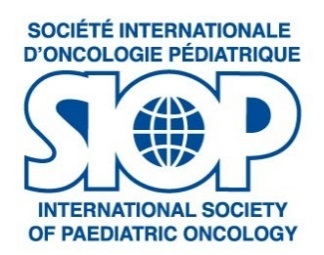 SOCIÉTÉ INTERNATIONALE
D'ONCOLOGIE PÉDIATRIQUE
SIOP
INTERNATIONAL SOCIETY
OF PAEDIATRIC ONCOLOGY